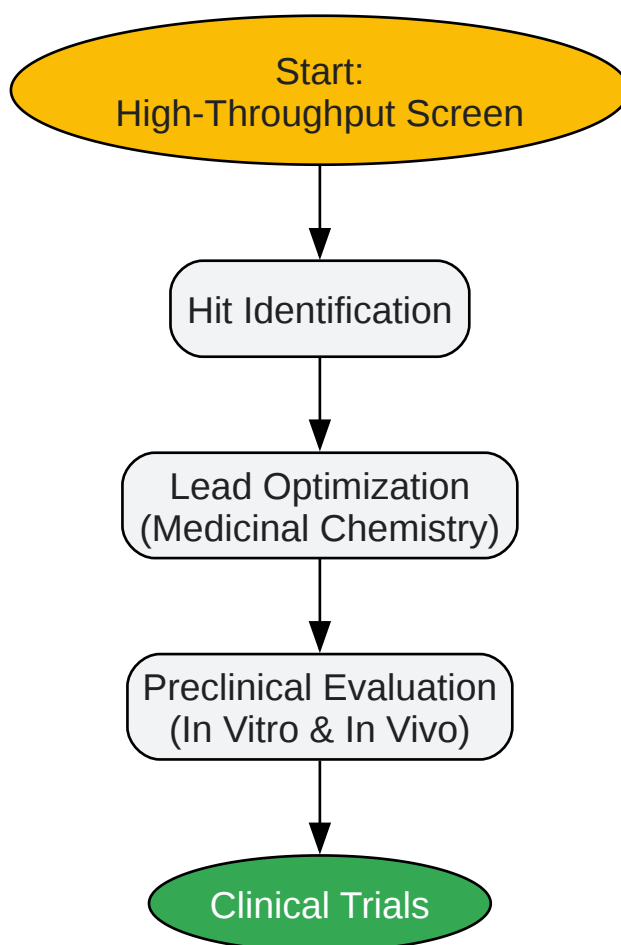 Start:
High-Throughput Screen
Hit Identification
Lead Optimization
(Medicinal Chemistry)
Preclinical Evaluation
(In Vitro & In Vivo)
Clinical Trials